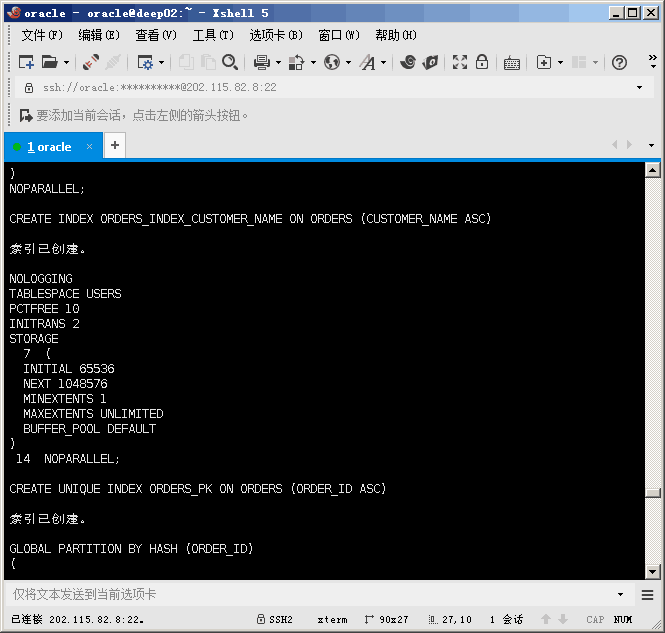 oracle - oracle@deep02:~ - Xshell 5
文件(F) 编辑(E) 查看(V) 工具(T) 选项卡(B) 窗口(W) 帮助(H)
ssh://oracle:**********@202.115.82.8:22
要添加当前会话，点击左侧的箭头按钮。
1 oracle
)
NOPARALLEL;
CREATE INDEX ORDERS_INDEX_CUSTOMER_NAME ON ORDERS (CUSTOMER_NAME ASC)
索引已创建。
NOLOGGING
TABLESPACE USERS
PCTFREE 10
INITRANS 2
STORAGE
7 (
INITIAL 65536
NEXT 1048576
MINEXTENTS 1
MAXEXTENTS UNLIMITED
BUFFER_POOL DEFAULT
)
14 NOPARALLEL;
CREATE UNIQUE INDEX ORDERS_PK ON ORDERS (ORDER_ID ASC)
索引已创建。
GLOBAL PARTITION BY HASH (ORDER_ID)
(
仅将文本发送到当前选项卡
已连接 202.115.82.8:22。 SSH2 xterm 90x27 27,10 1 会话 CAP NUM